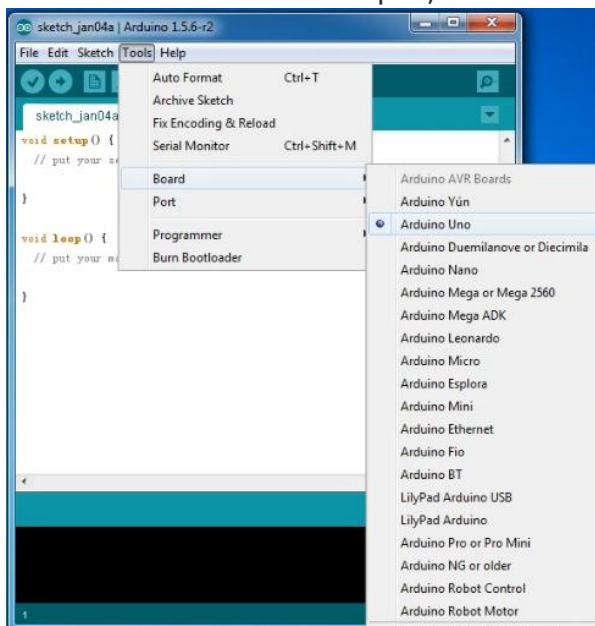 sketch_jan04a | Arduino 1.5.6-r2
File Edit Sketch Tools Help
sketch_jan04a
void setup() {
// put your
}
void loop() {
// put your
}
Auto Format Ctrl+T
Archive Sketch
Fix Encoding & Reload
Serial Monitor Ctrl+Shift+M
Board
Port
Programmer
Burn Bootloader
Arduino AVR Boards
Arduino Yún
Arduino Uno
Arduino Duemilanove or Diecimila
Arduino Nano
Arduino Mega or Mega 2560
Arduino Mega ADK
Arduino Leonardo
Arduino Micro
Arduino Esplora
Arduino Mini
Arduino Ethernet
Arduino Fio
Arduino BT
LilyPad Arduino USB
LilyPad Arduino
Arduino Pro or Pro Mini
Arduino NG or older
Arduino Robot Control
Arduino Robot Motor
1